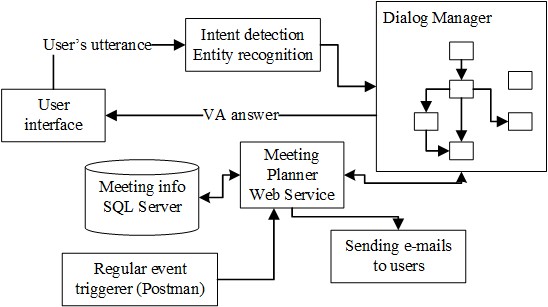 User's utterance
Intent detection
Entity recognition
Dialog Manager
User
interface
VA answer
Meeting info
SQL Server
Meeting
Planner
Web Service
Sending e-mails
to users
Regular event
triggerer (Postman)